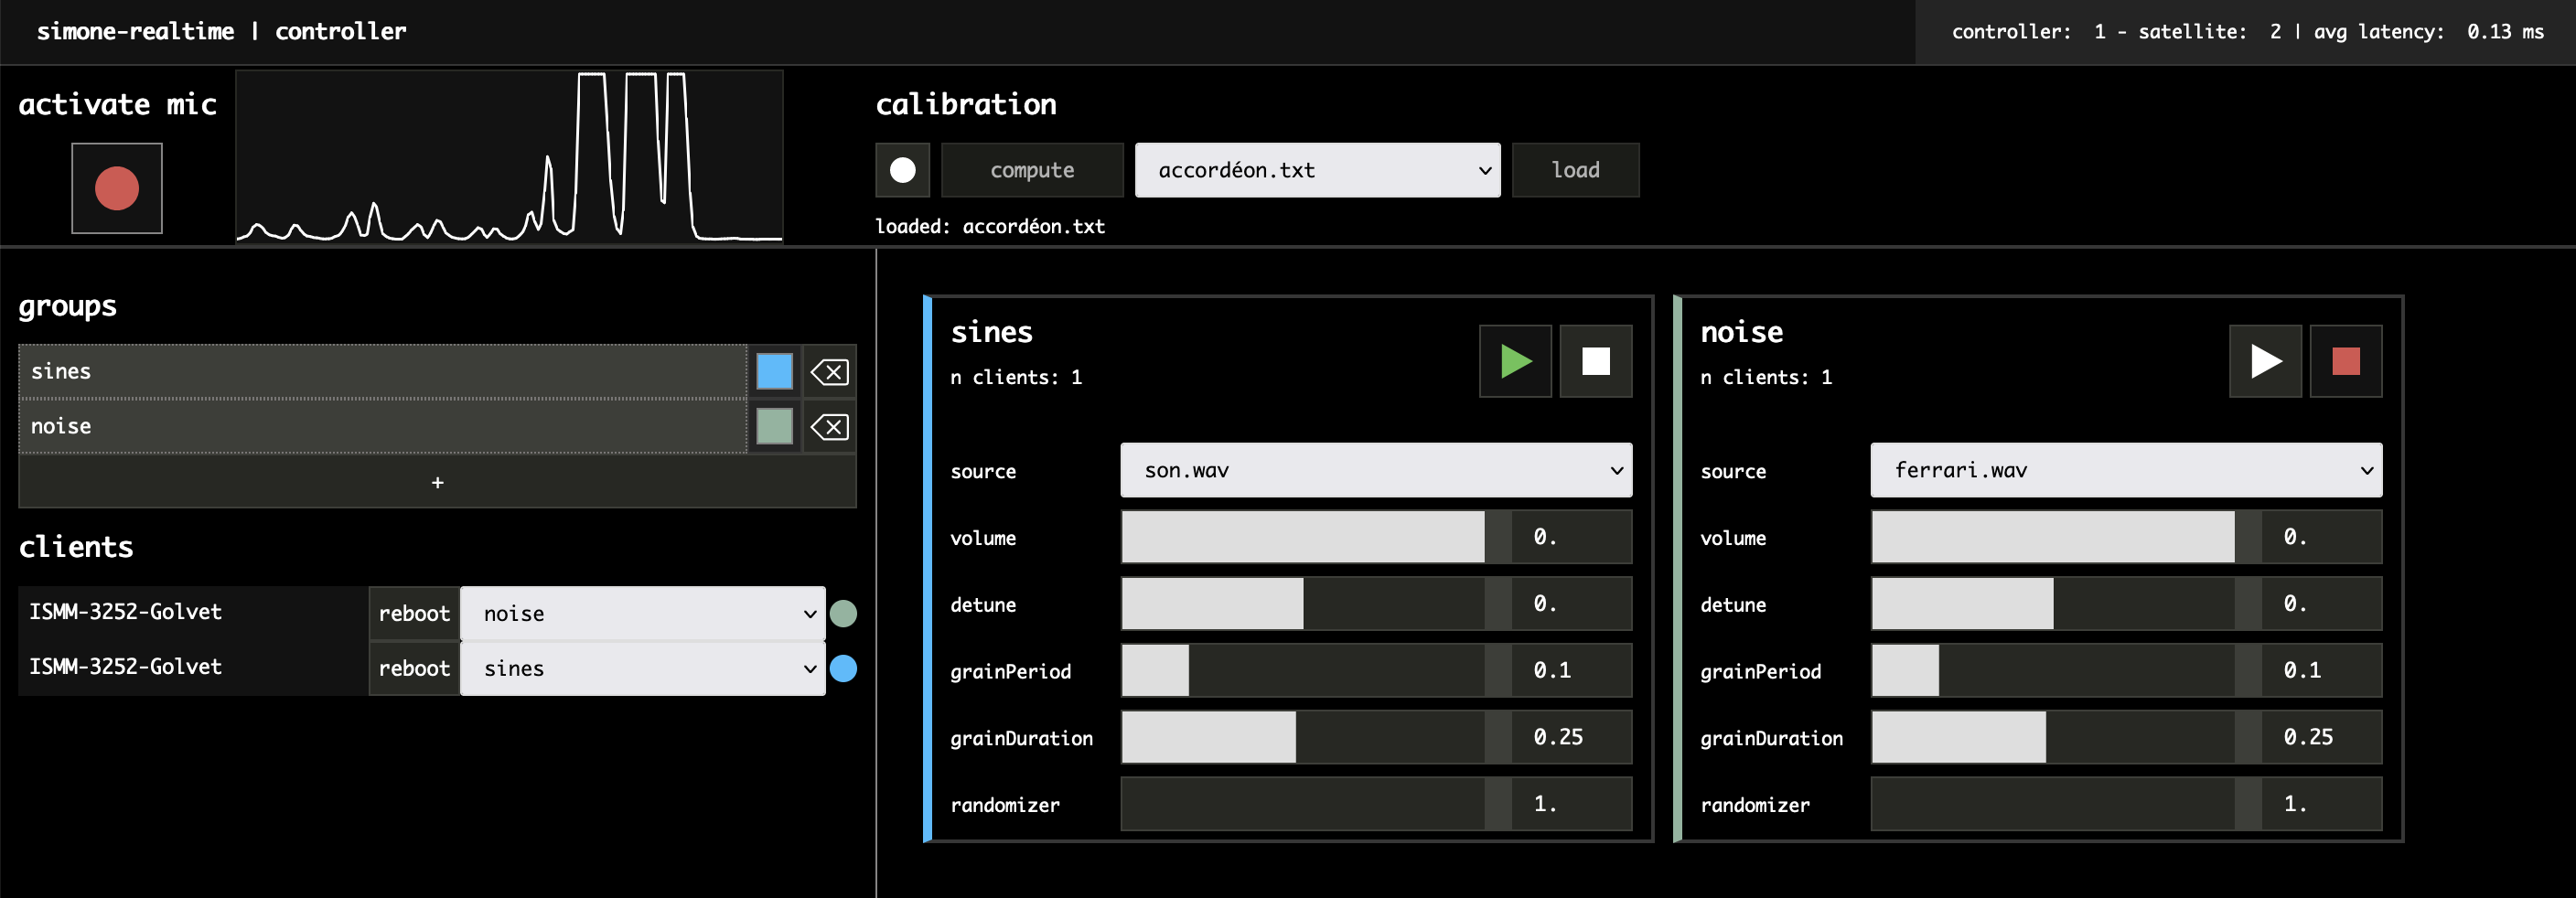 simone-realtime | controller
controller: 1 - satellite: 2 | avg latency: 0.13 ms
activate mic
calibration
compute
accordéon.txt
load
loaded: accordéon.txt
groups
sines
noise
+
clients
ISMM-3252-Golvet reboot noise
ISMM-3252-Golvet reboot sines
sines
n clients: 1
source son.wav
volume 0.
detune 0.
grainPeriod 0.1
grainDuration 0.25
randomizer 1.
noise
n clients: 1
source ferrari.wav
volume 0.
detune 0.
grainPeriod 0.1
grainDuration 0.25
randomizer 1.